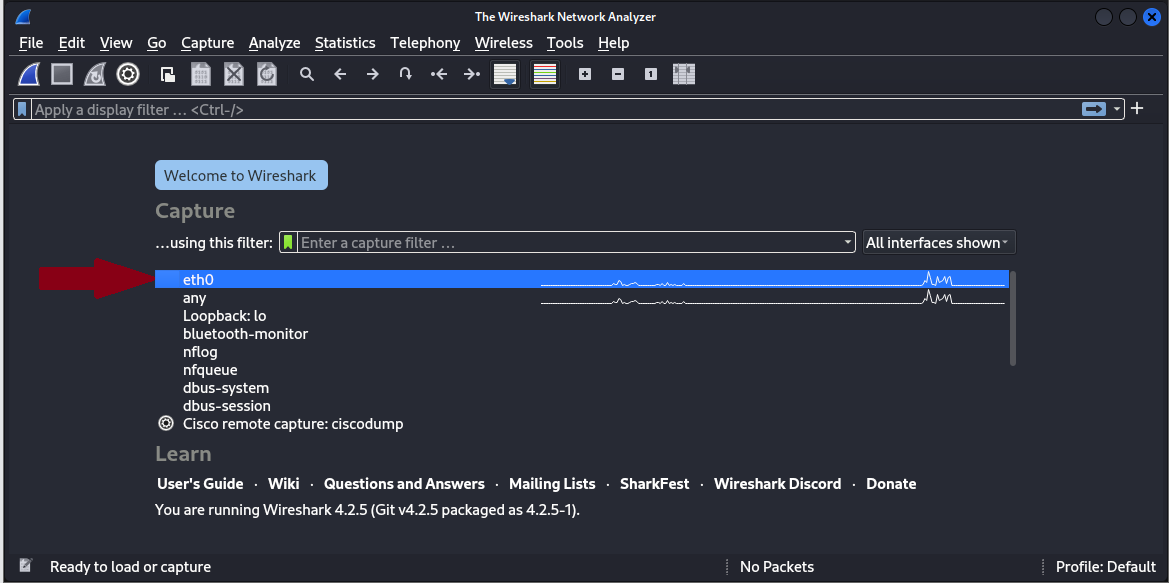 The Wireshark Network Analyzer
File Edit View Go Capture Analyze Statistics Telephony Wireless Tools Help
Apply a display filter … <Ctrl-/>
Welcome to Wireshark
Capture
…using this filter: Enter a capture filter … All interfaces shown
eth0
any
Loopback: lo
bluetooth-monitor
nflog
nfqueue
dbus-system
dbus-session
Cisco remote capture: ciscodump
Learn
User's Guide · Wiki · Questions and Answers · Mailing Lists · SharkFest · Wireshark Discord · Donate
You are running Wireshark 4.2.5 (Git v4.2.5 packaged as 4.2.5-1).
Ready to load or capture No Packets Profile: Default